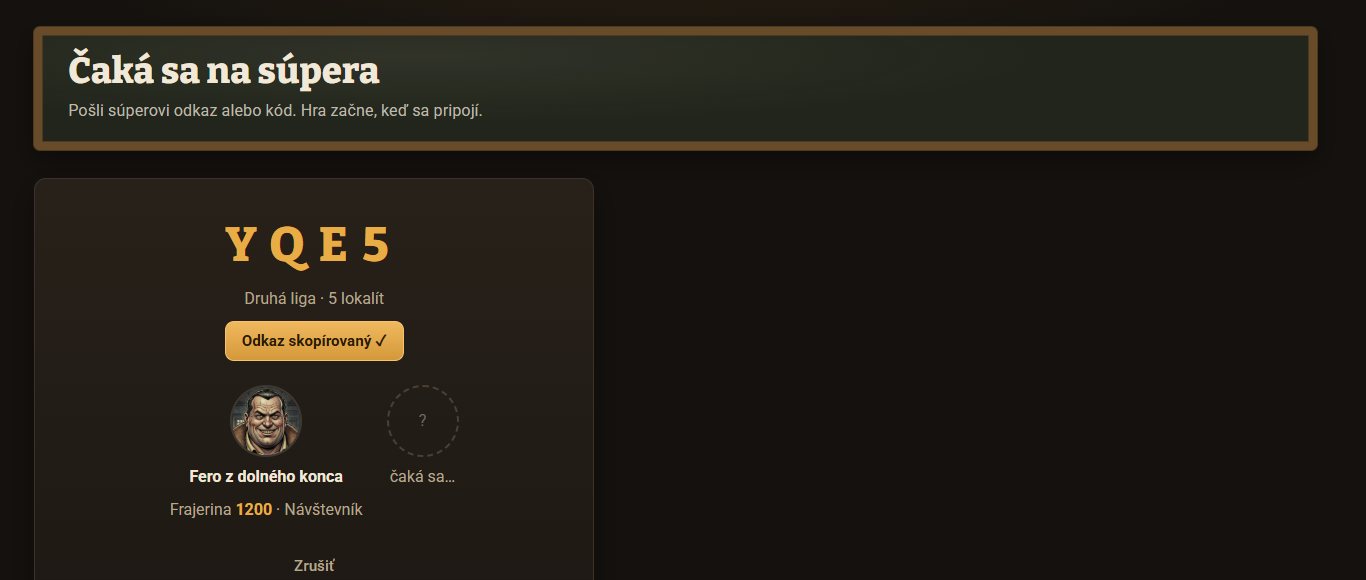 Čaká sa na súpera
Pošli súperovi odkaz alebo kód. Hra začne, keď sa pripojí.
YQE5
Druhá liga · 5 lokalít
Odkaz skopírovaný ✓
?
Fero z dolného konca
čaká sa…
Frajerina 1200 · Návštevník
Zrušiť